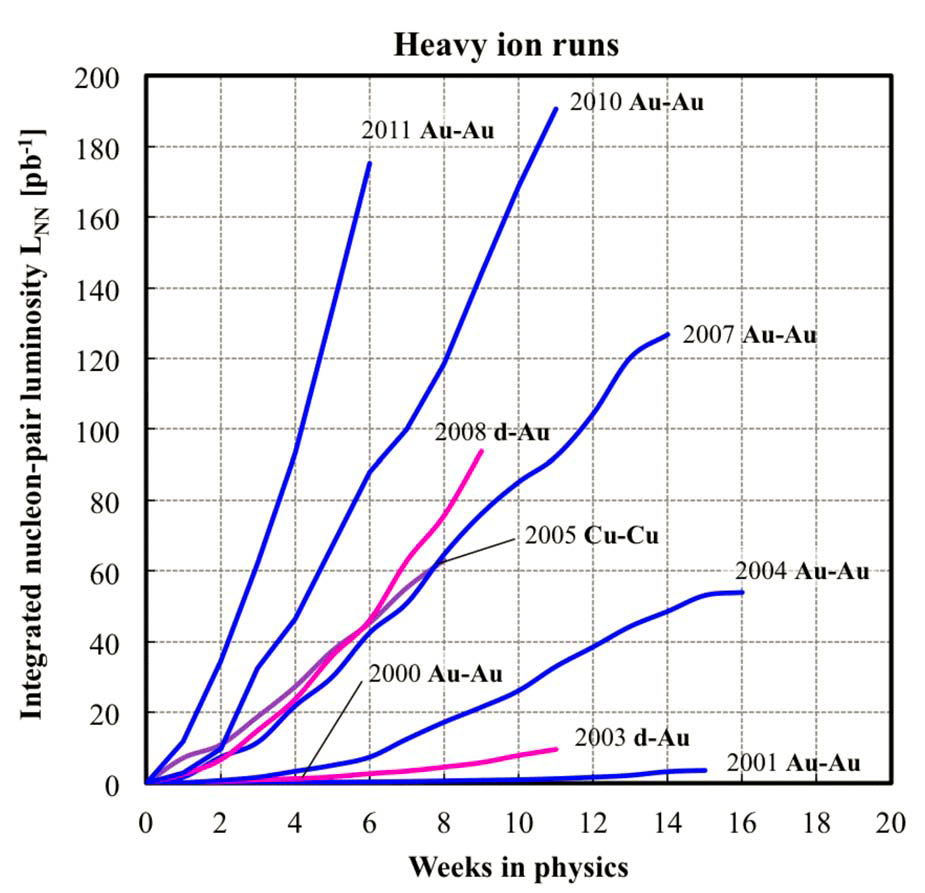 Heavy ion runs
200
180
160
140
120
100
80
60
40
20
0
Integrated nucleon-pair luminosity L_NN [pb⁻¹]
2010 Au-Au
2011 Au-Au
2007 Au-Au
2008 d-Au
2005 Cu-Cu
2004 Au-Au
2000 Au-Au
2003 d-Au
2001 Au-Au
0 2 4 6 8 10 12 14 16 18 20
Weeks in physics